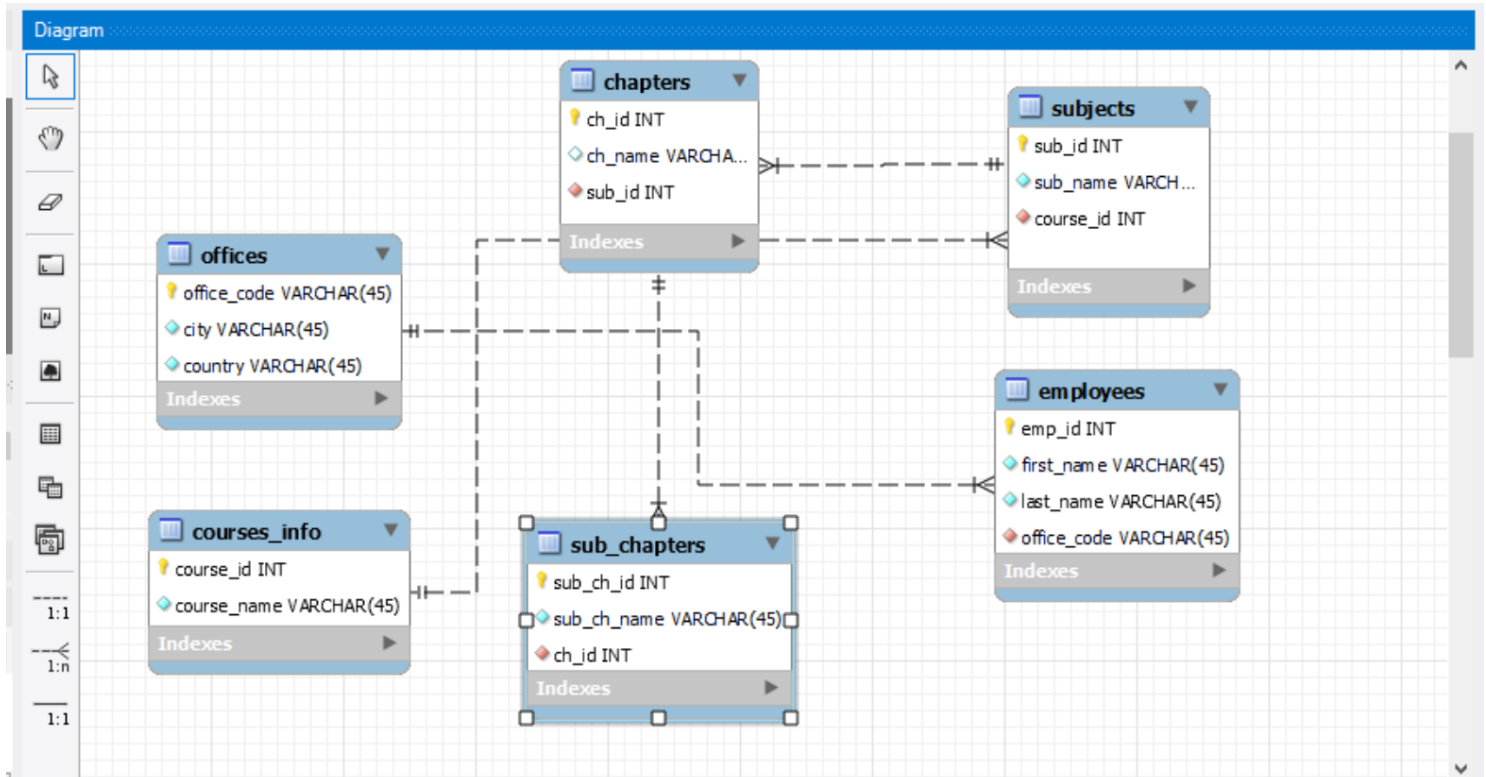 Diagram
chapters
ch_id INT
ch_name VARCHA...
sub_id INT
Indexes
subjects
sub_id INT
sub_name VARCH...
course_id INT
Indexes
offices
office_code VARCHAR(45)
city VARCHAR(45)
country VARCHAR(45)
Indexes
employees
emp_id INT
first_name VARCHAR(45)
last_name VARCHAR(45)
office_code VARCHAR(45)
Indexes
courses_info
course_id INT
course_name VARCHAR(45)
Indexes
sub_chapters
sub_ch_id INT
sub_ch_name VARCHAR(45)
ch_id INT
Indexes
1:1
1:n
1:1